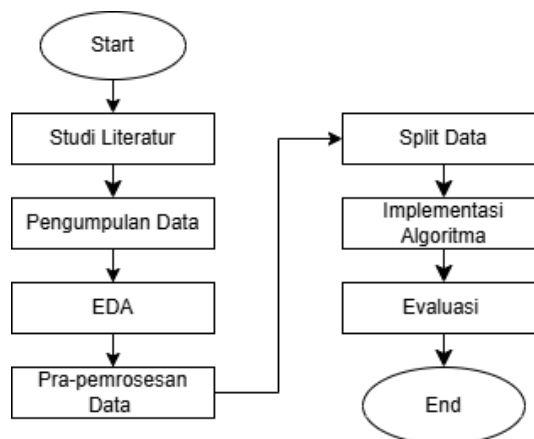 Start
Studi Literatur
Pengumpulan Data
EDA
Pra-pemrosesan
Data
Split Data
Implementasi
Algoritma
Evaluasi
End